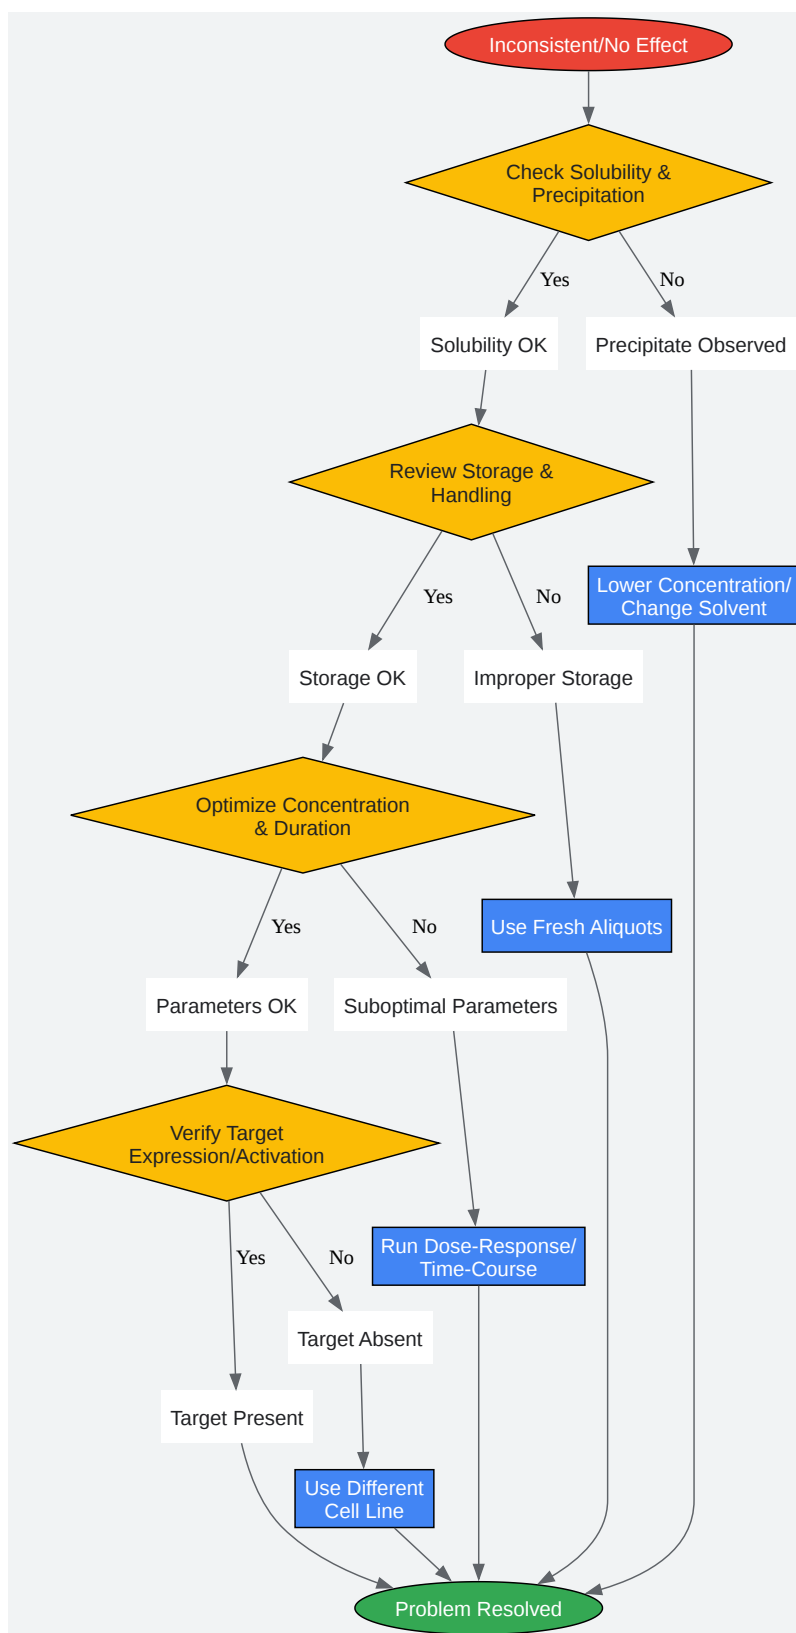 Inconsistent/No Effect
Check Solubility &
Precipitation
Yes
No
Solubility OK
Precipitate Observed
Review Storage &
Handling
Lower Concentration/
Change Solvent
Yes
No
Storage OK
Improper Storage
Optimize Concentration
& Duration
Yes
No
Use Fresh Aliquots
Parameters OK
Suboptimal Parameters
Verify Target
Expression/Activation
Yes
No
Run Dose-Response/
Time-Course
Target Absent
Target Present
Use Different
Cell Line
Problem Resolved